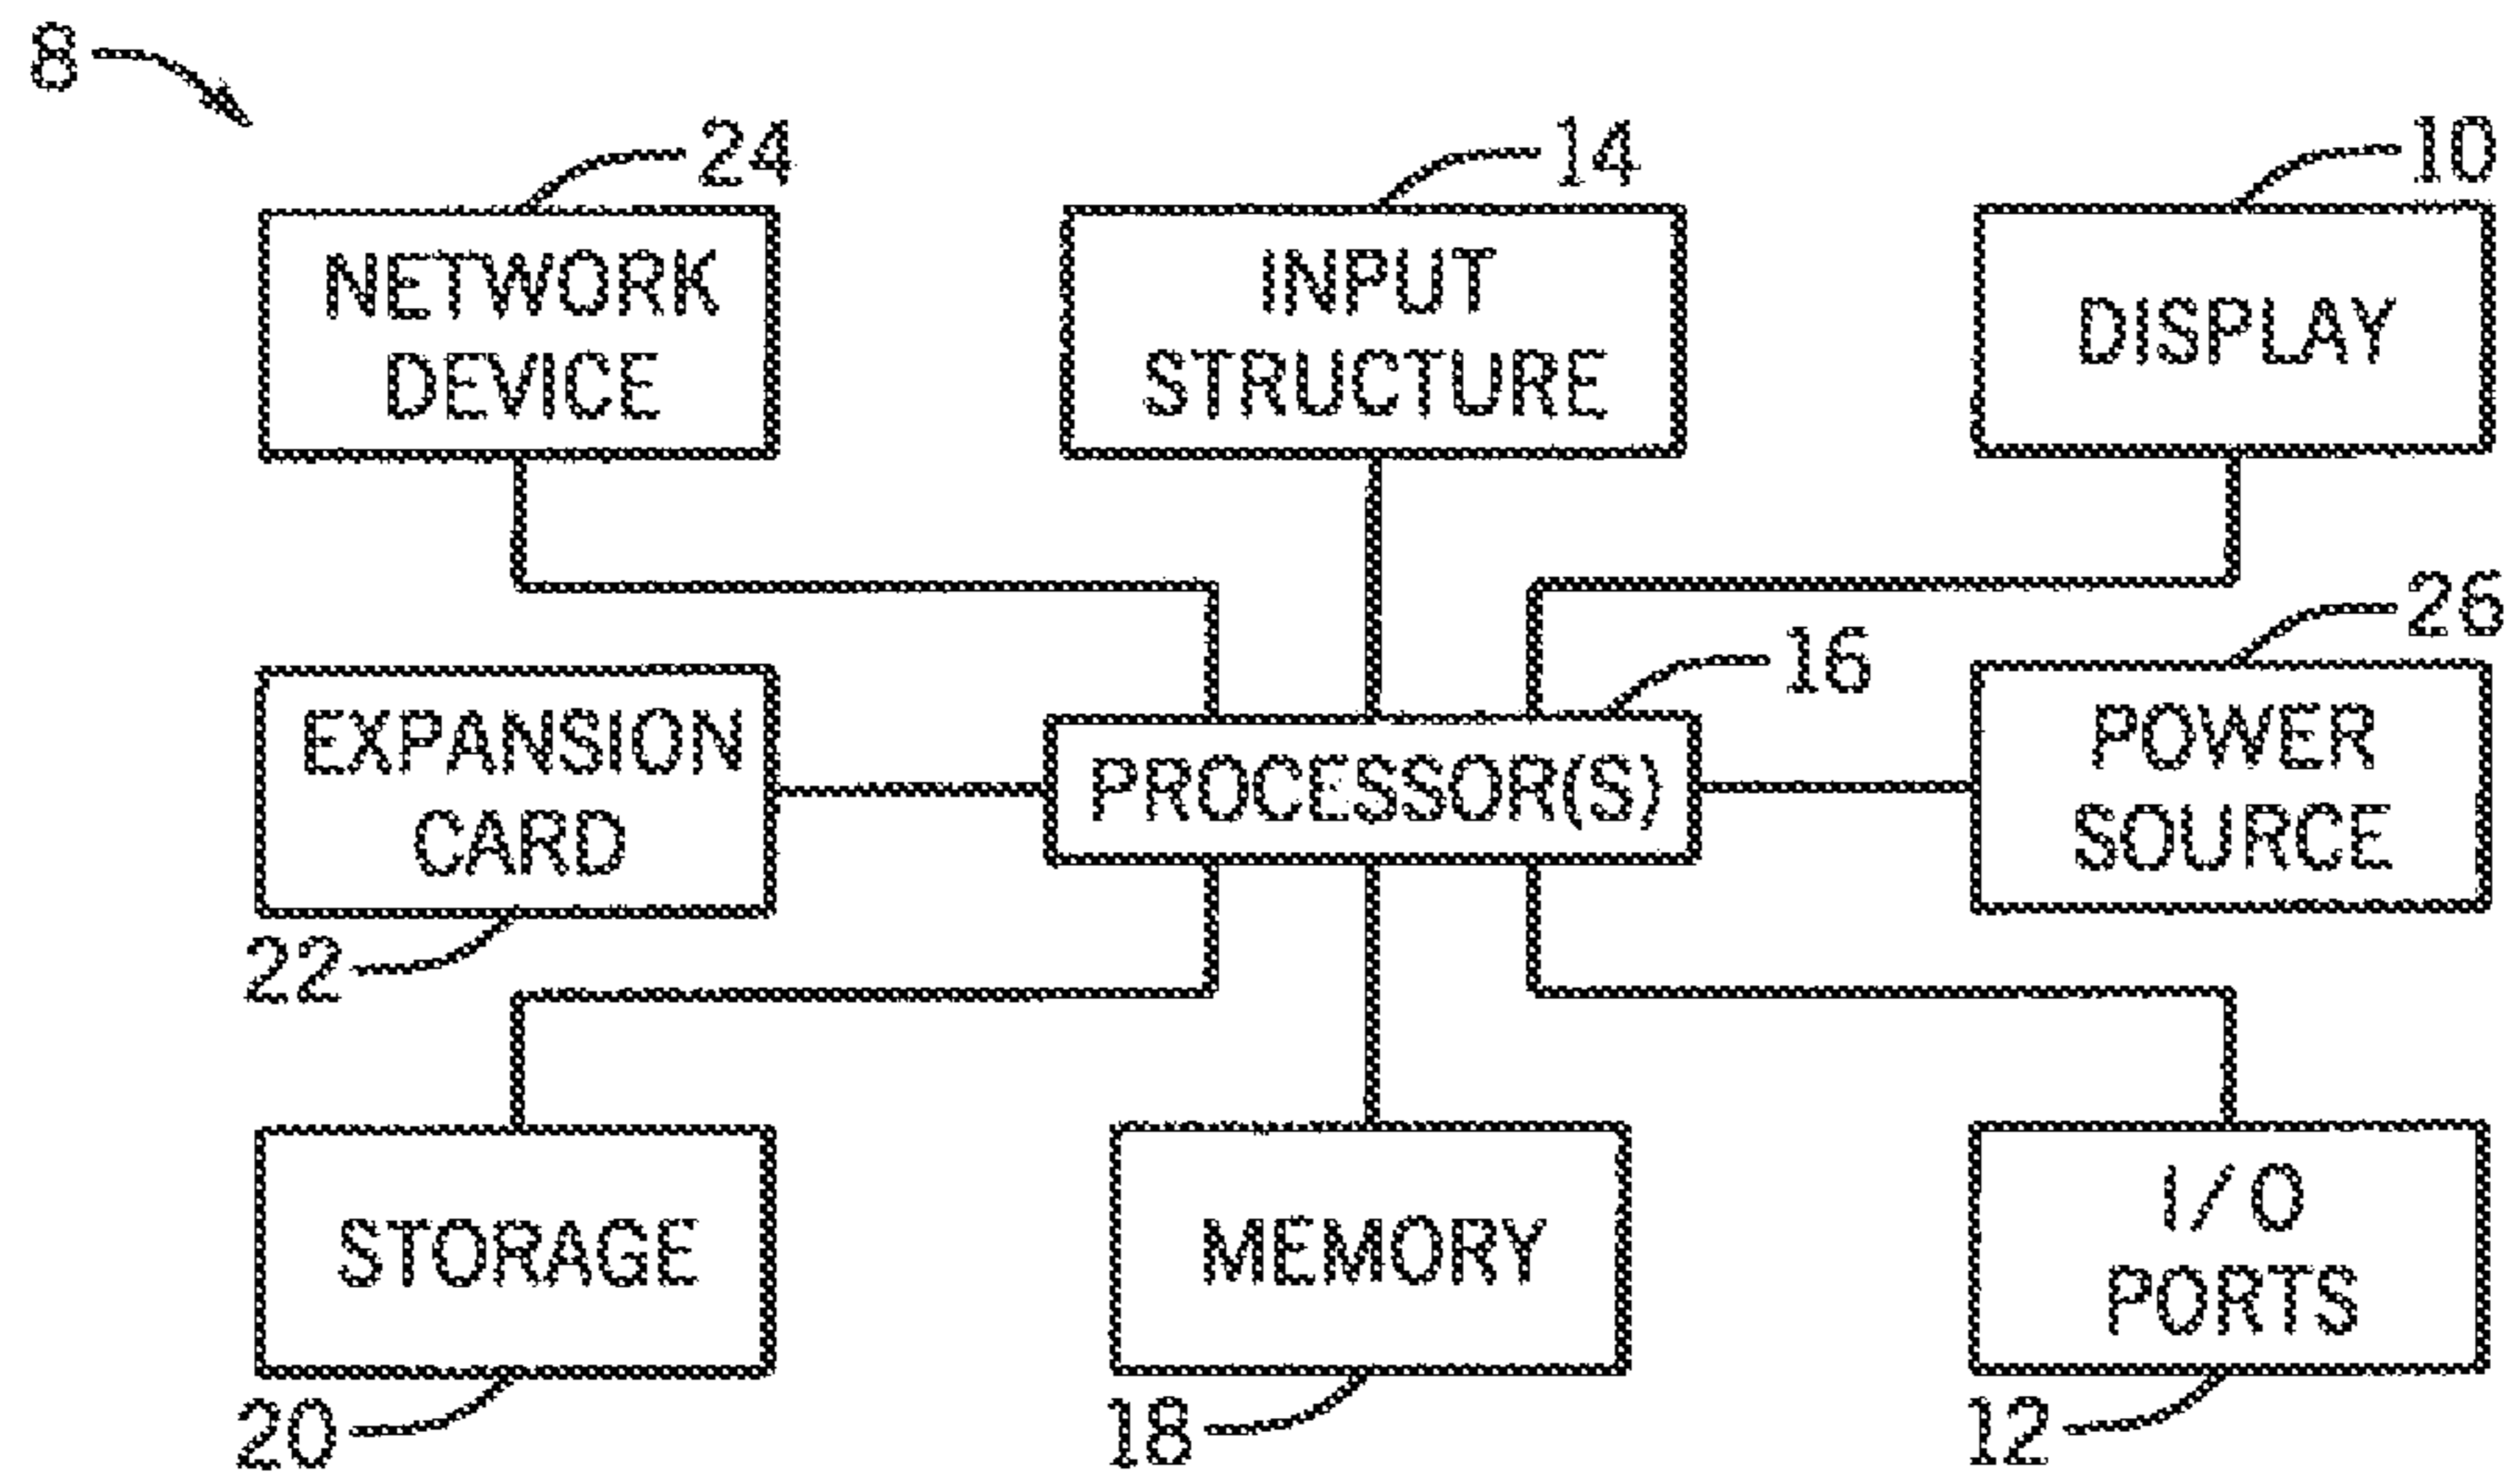 8
24
14
10
NETWORK
DEVICE
INPUT
STRUCTURE
DISPLAY
26
16
EXPANSION
CARD
PROCESSOR(S)
POWER
SOURCE
22
STORAGE
MEMORY
I/O
PORTS
20
18
12